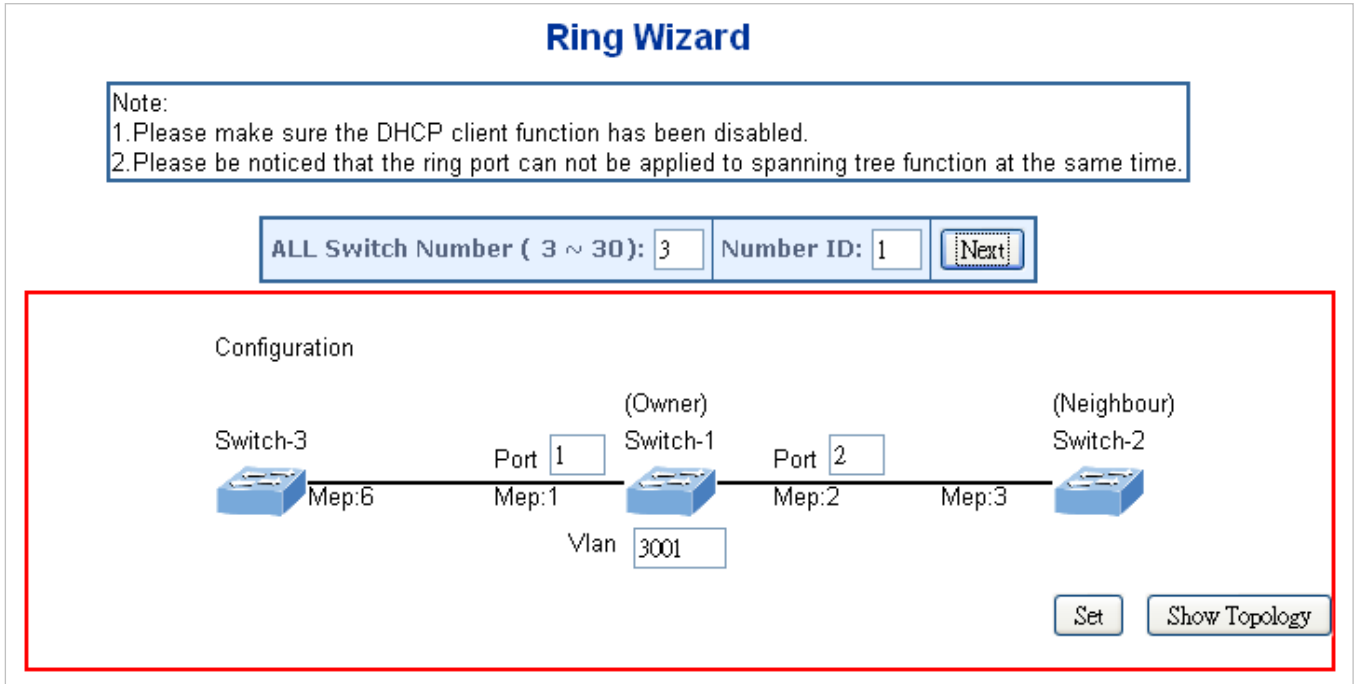 Ring Wizard
Note:
1.Please make sure the DHCP client function has been disabled.
2.Please be noticed that the ring port can not be applied to spanning tree function at the same time.
ALL Switch Number ( 3 ~ 30): 3 Number ID: 1 Next
Configuration
(Owner) (Neighbour)
Switch-3 Port 1 Switch-1 Port 2 Switch-2
Mep:6 Mep:1 Mep:2 Mep:3
Vlan 3001
Set Show Topology